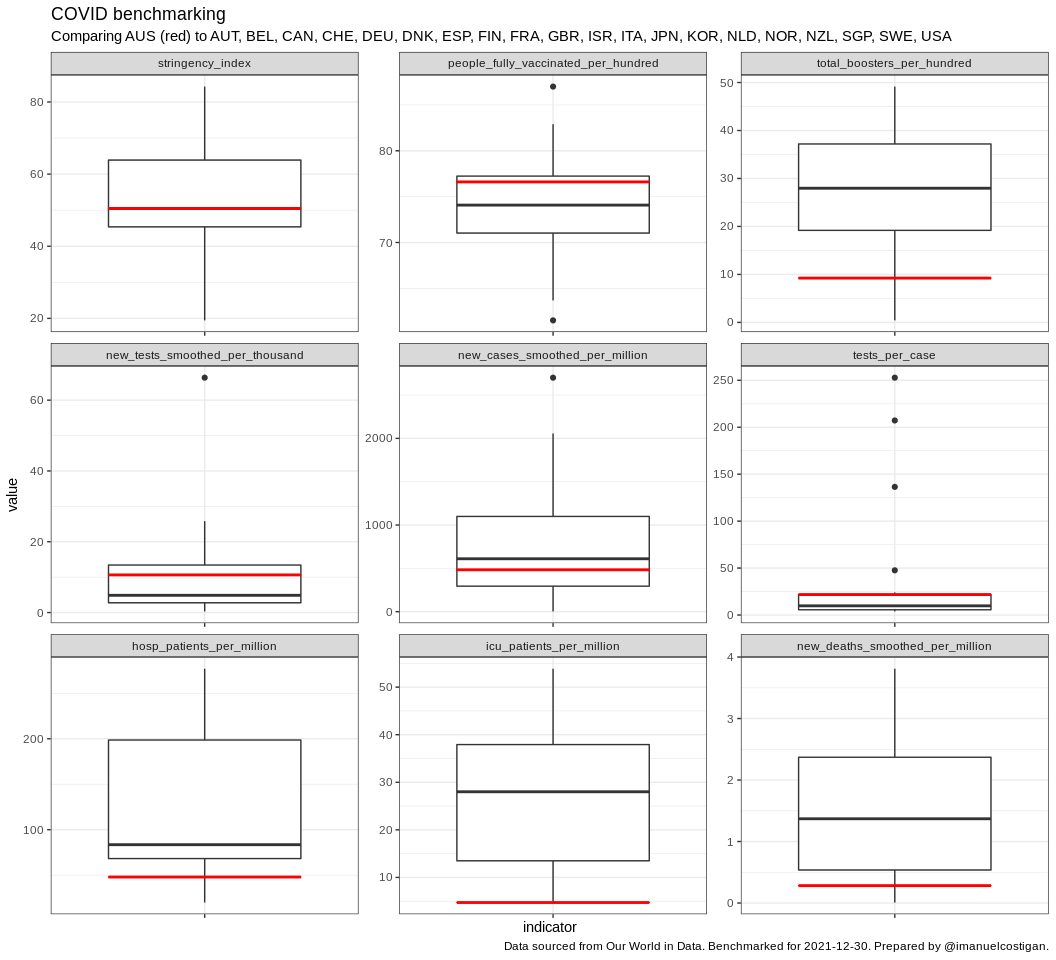 COVID benchmarking
Comparing AUS (red) to AUT, BEL, CAN, CHE, DEU, DNK, ESP, FIN, FRA, GBR, ISR, ITA, JPN, KOR, NLD, NOR, NZL, SGP, SWE, USA
stringency_index
80
60
40
20
people_fully_vaccinated_per_hundred
80
70
total_boosters_per_hundred
50
40
30
20
10
0
new_tests_smoothed_per_thousand
60
40
20
0
new_cases_smoothed_per_million
2000
1000
0
tests_per_case
250
200
150
100
50
0
hosp_patients_per_million
200
100
icu_patients_per_million
50
40
30
20
10
new_deaths_smoothed_per_million
4
3
2
1
0
value
indicator
Data sourced from Our World in Data. Benchmarked for 2021-12-30. Prepared by @imanuelcostigan.